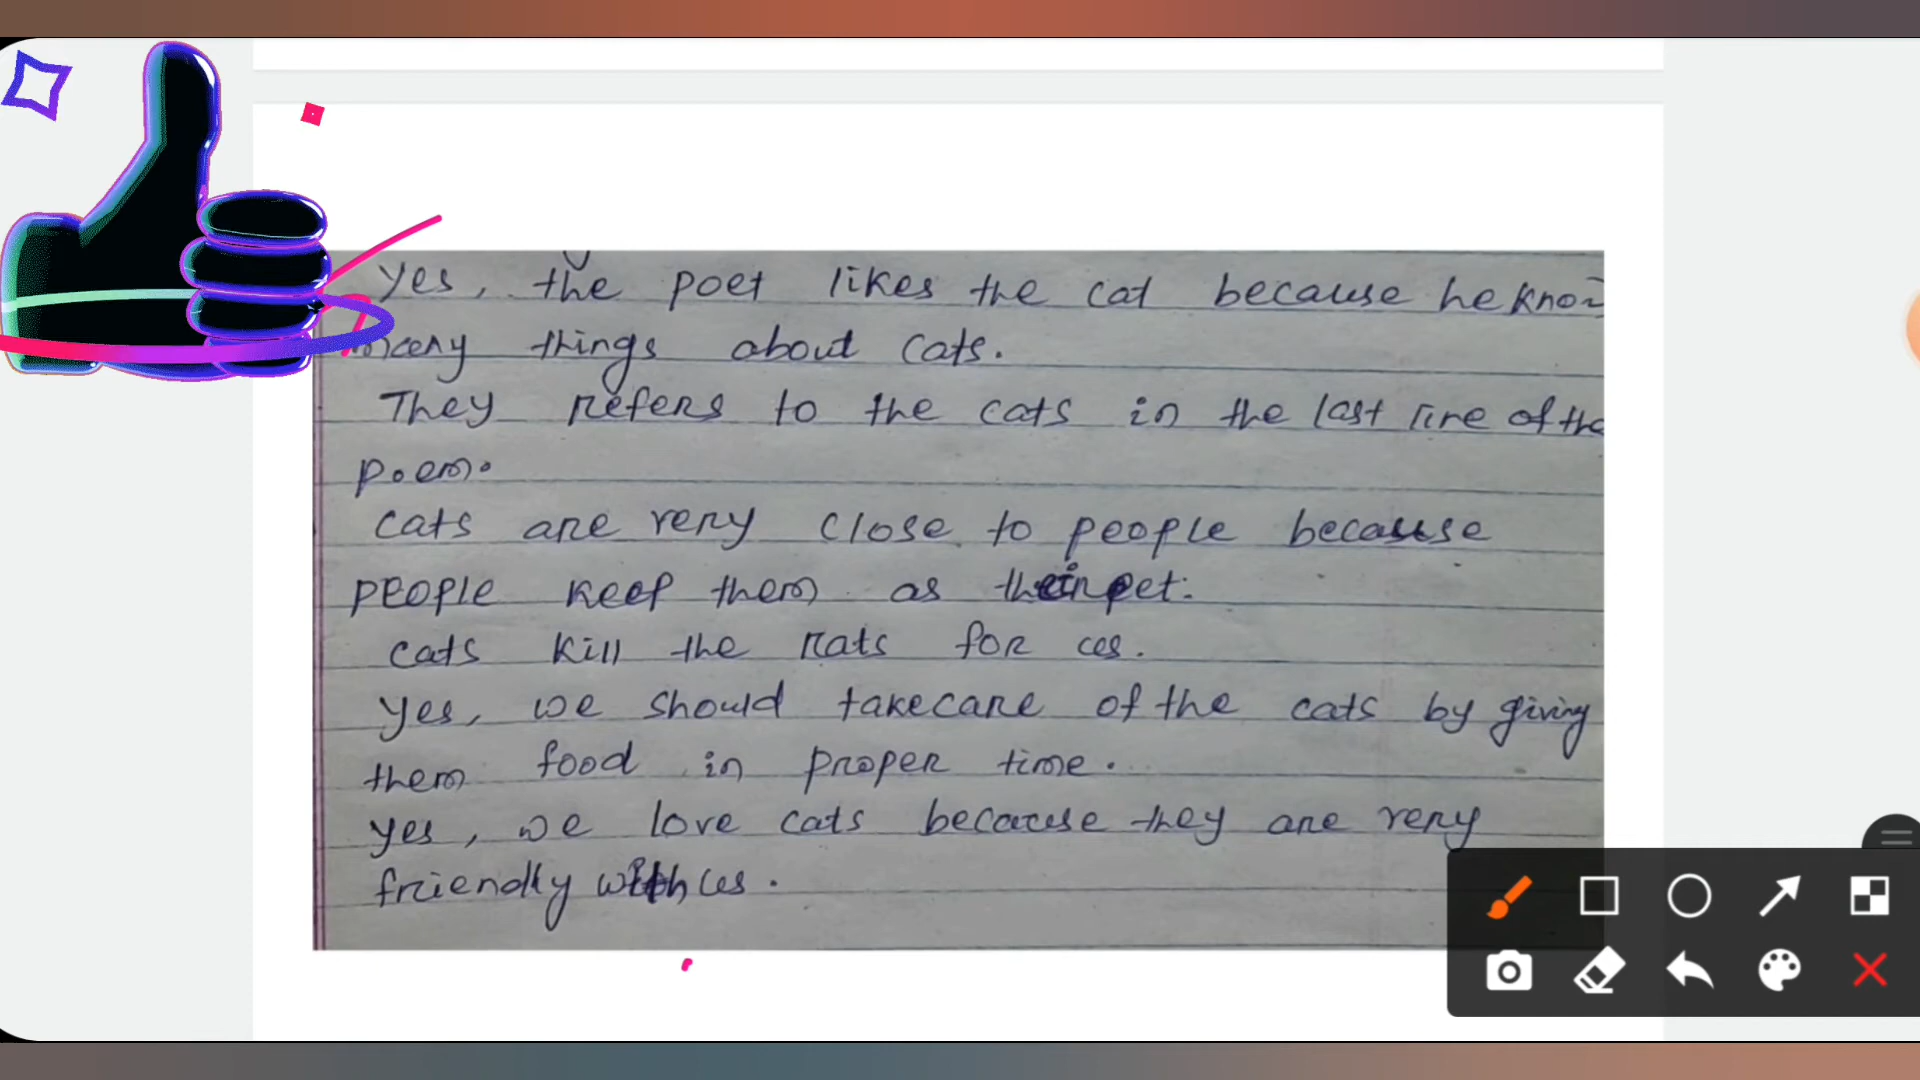 Yes, the poet likes the cat because he know
many things about cats.
They refers to the cats in the last line of the
poem.
Cats are very close to people because
people keep them as their pet.
Cats kill the rats for us.
Yes, we should take care of the cats by giving
them food in proper time.
Yes, we love cats because they are very
friendly with us.